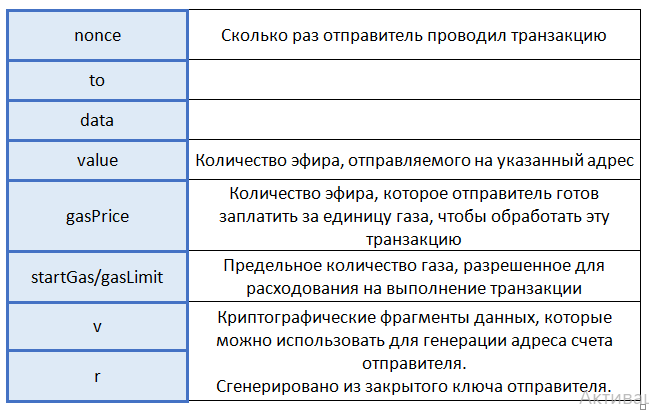 nonce
Сколько раз отправитель проводил транзакцию
to
data
value
Количество эфира, отправляемого на указанный адрес
gasPrice
Количество эфира, которое отправитель готов
заплатить за единицу газа, чтобы обработать эту
транзакцию
startGas/gasLimit
Предельное количество газа, разрешенное для
расходования на выполнение транзакции
v
r
Криптографические фрагменты данных, которые
можно использовать для генерации адреса счета
отправителя.
Сгенерировано из закрытого ключа отправителя.